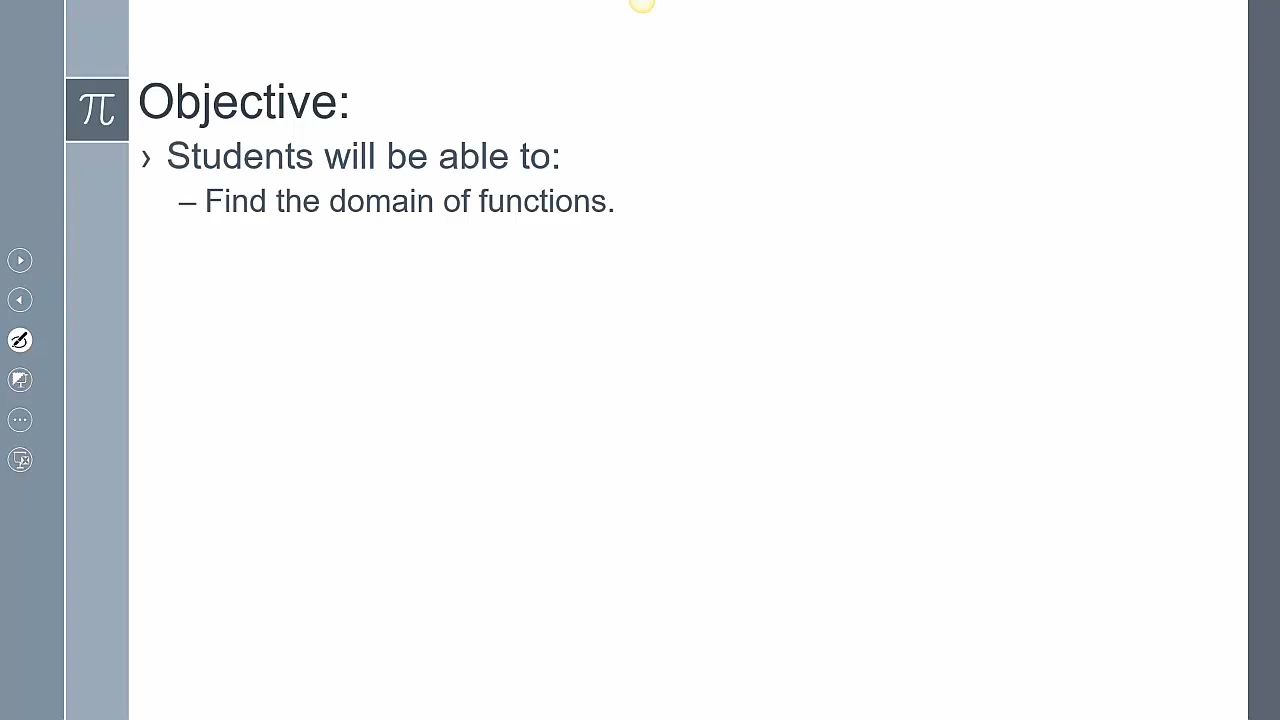 π Objective:
› Students will be able to:
– Find the domain of functions.